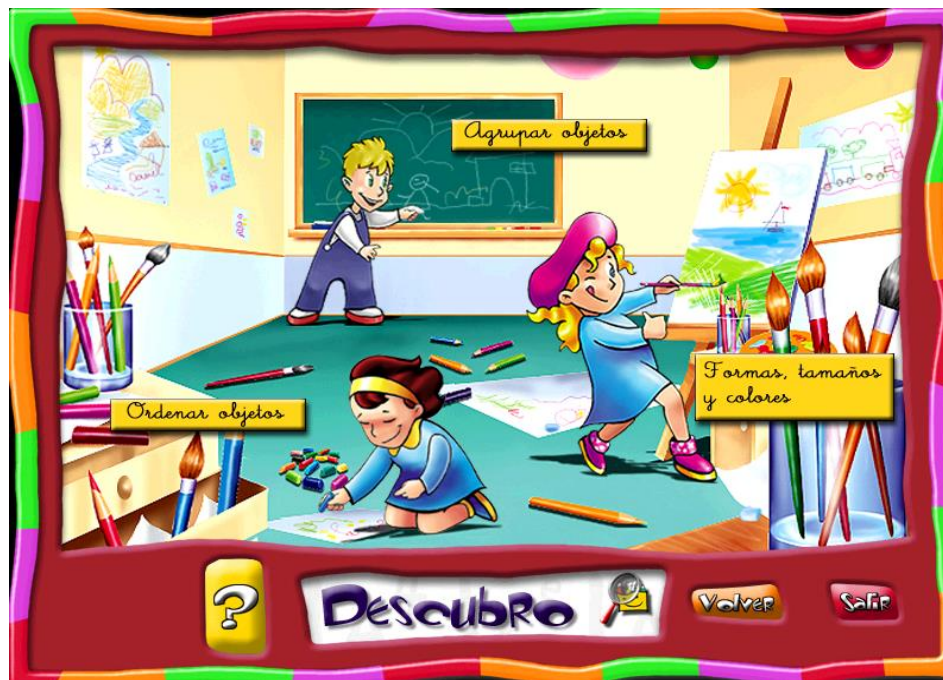 Agrupar objetos
Formas, tamaños
y colores
Ordenar objetos
?
Descubro
Volver
Salir